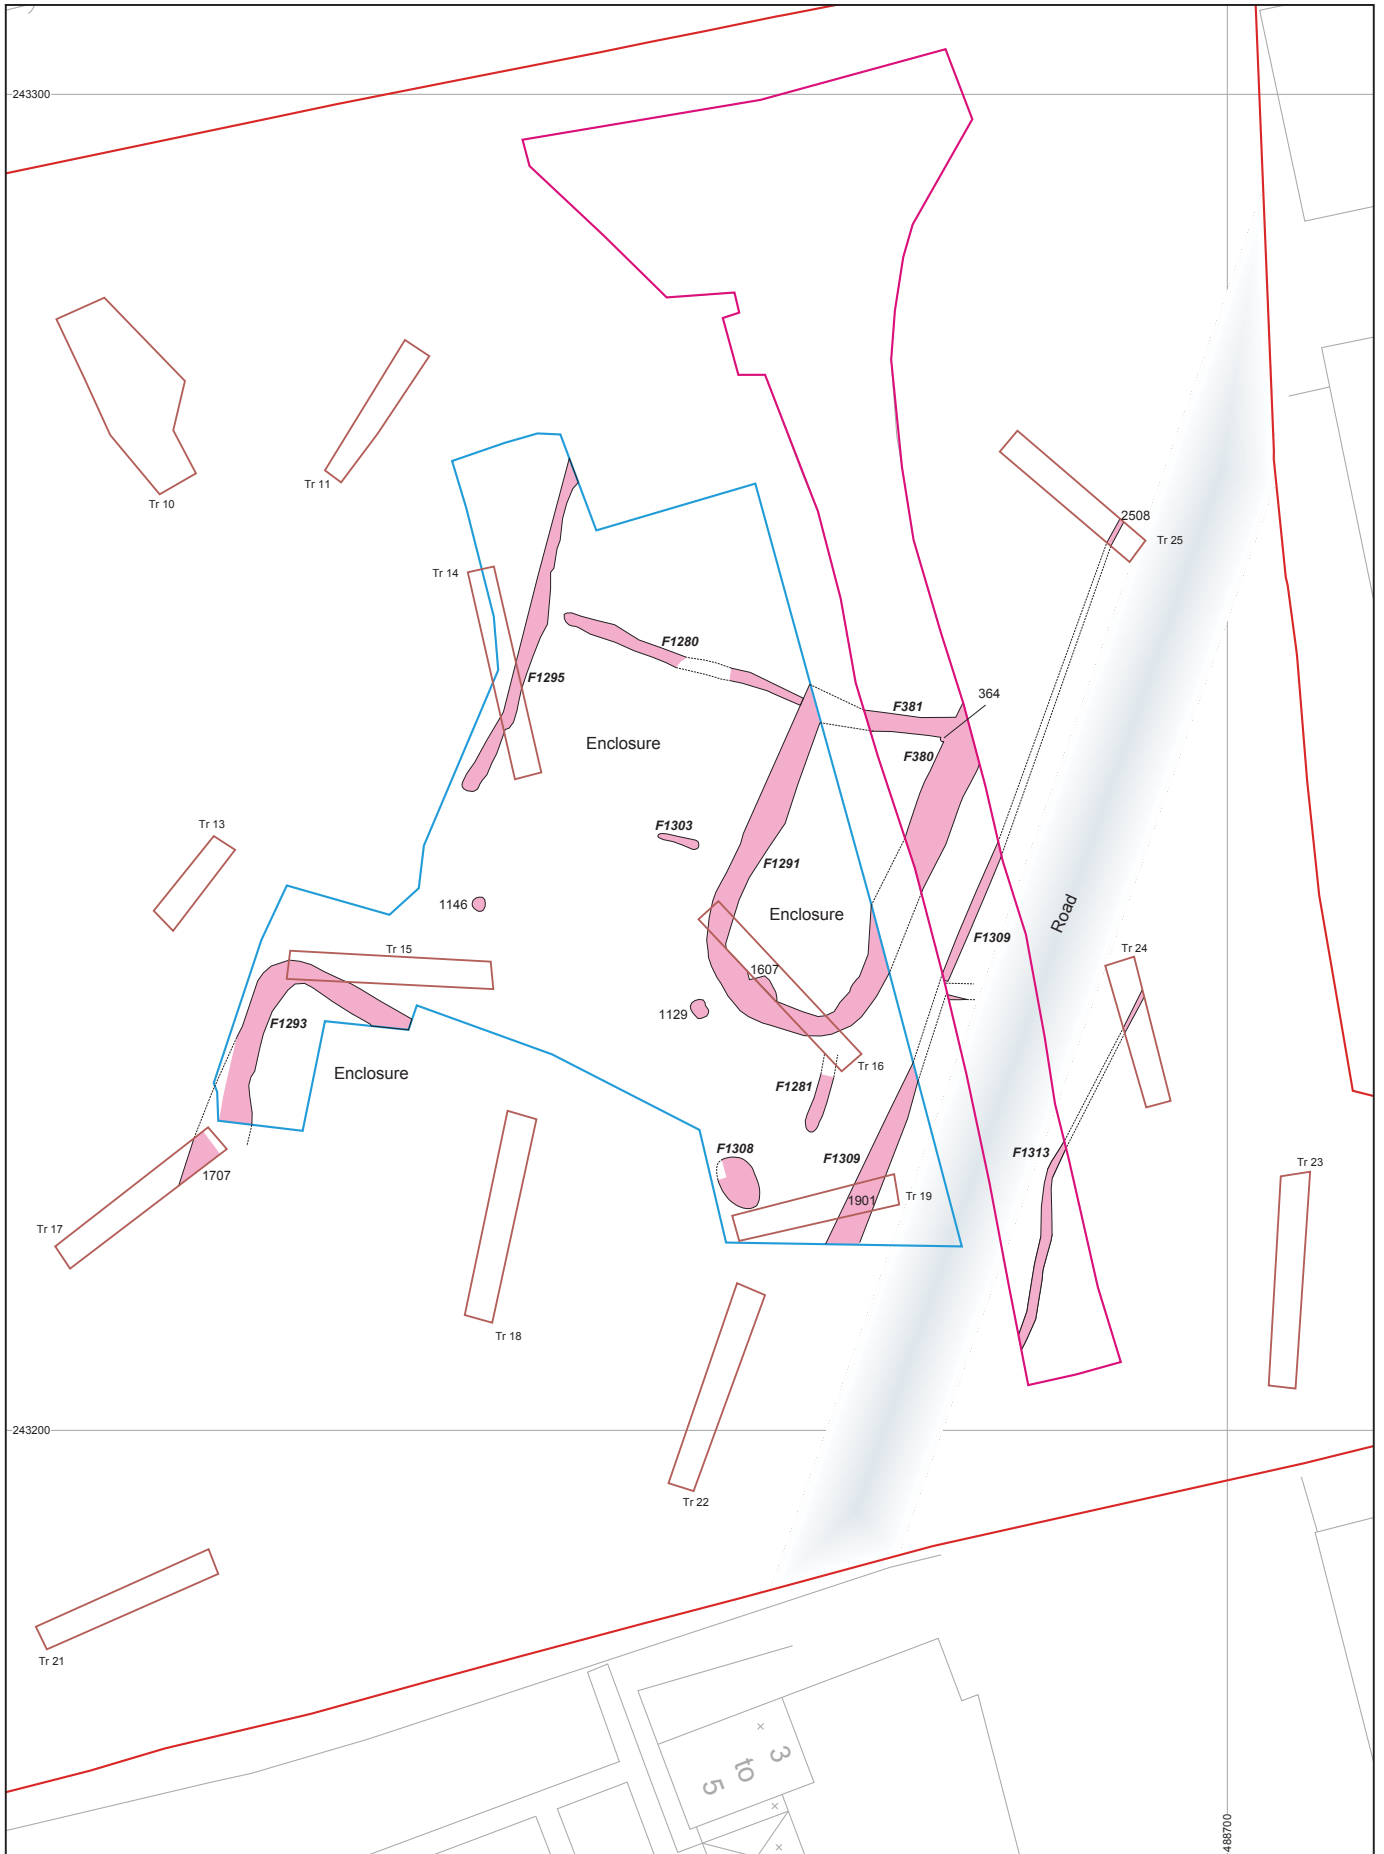 243300
Tr 10
Tr 11
2508
Tr 25
Tr 14
F1280
F1295
364
F381
Enclosure
F380
Tr 13
F1303
F1291
1146
Enclosure
Road
F1309
Tr 15
Tr 24
1607
1129
F1293
Enclosure
Tr 16
F1281
F1308
F1309
F1313
1707
Tr 23
1901
Tr 19
Tr 17
Tr 18
243200
Tr 22
Tr 21
3
to
5
488700